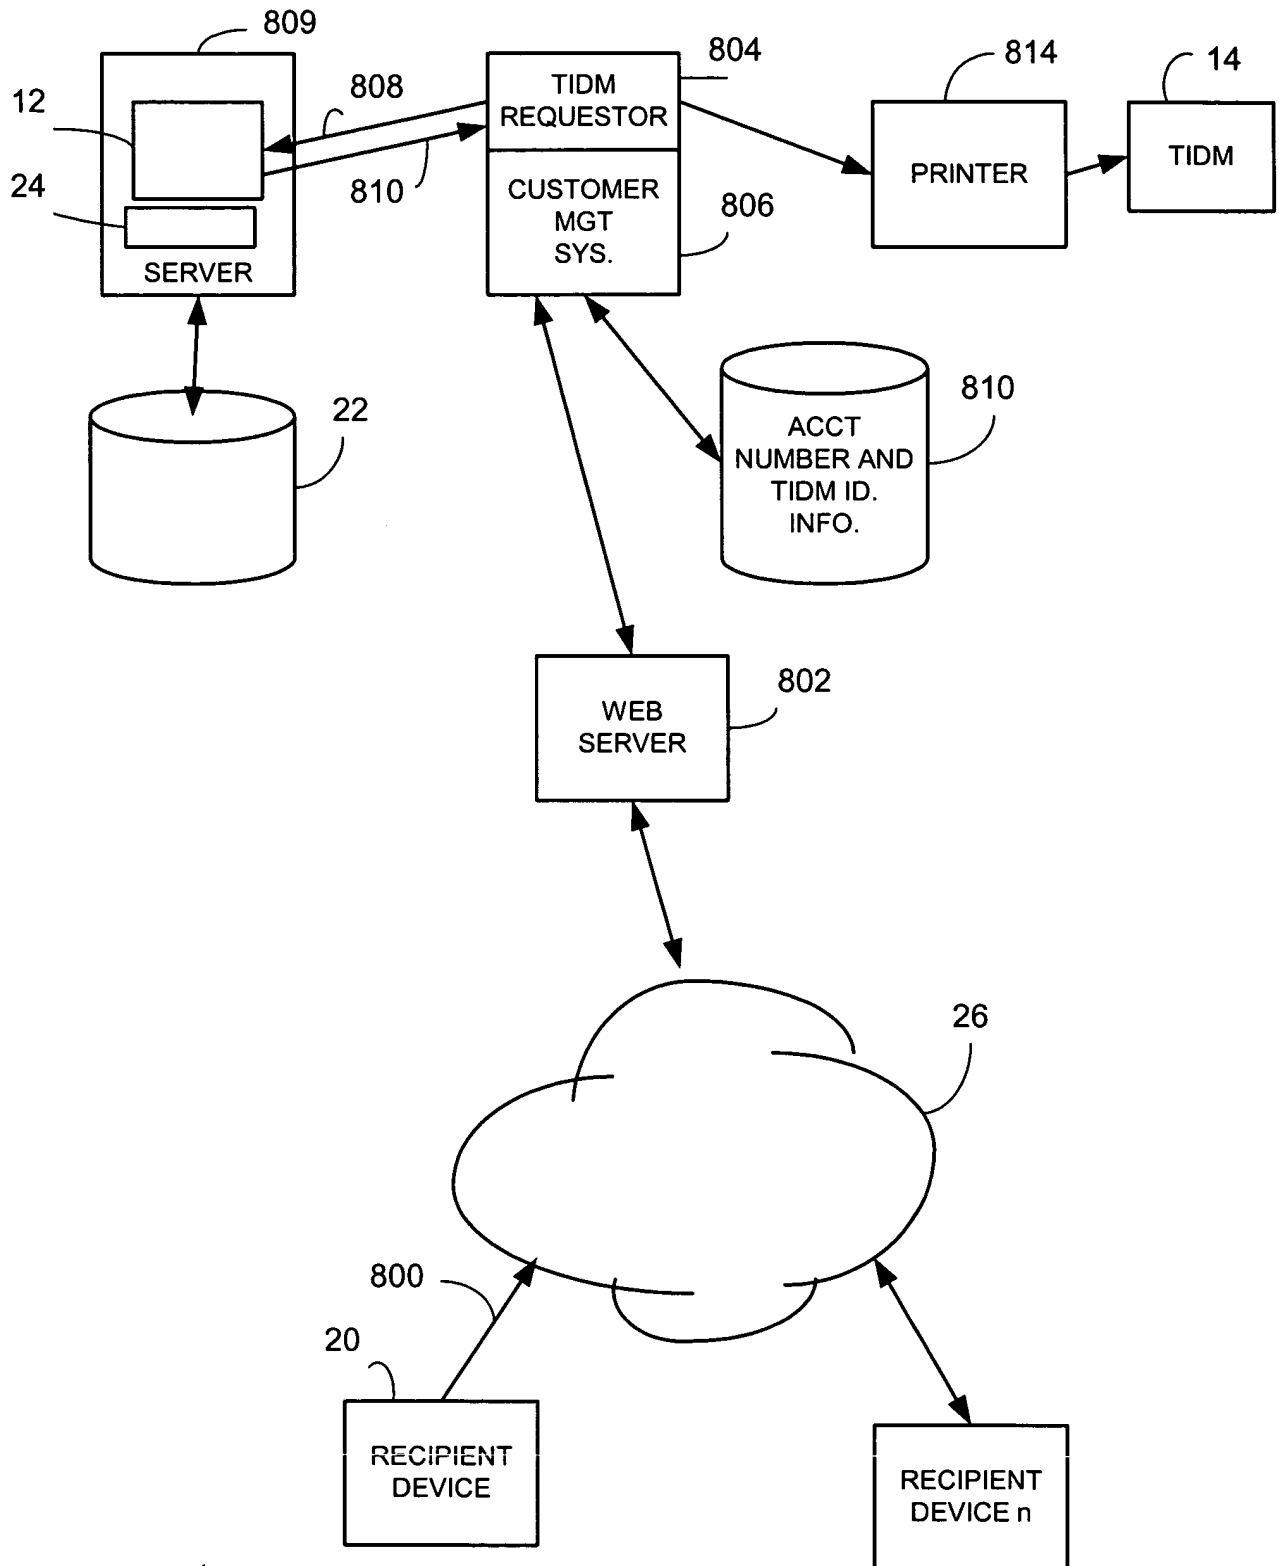 809
804
814
14
12
808
TIDM
REQUESTOR
PRINTER
TIDM
24
810
CUSTOMER
MGT
SYS.
806
SERVER
22
810
ACCT
NUMBER AND
TIDM ID.
INFO.
802
WEB
SERVER
26
800
20
RECIPIENT
DEVICE
RECIPIENT
DEVICE n